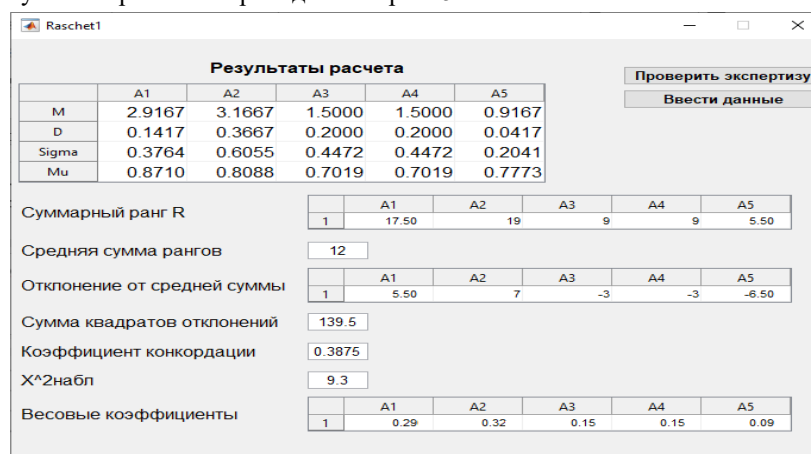 Raschet1
Результаты расчета
Проверить экспертизу
Ввести данные
A1 A2 A3 A4 A5
M 2.9167 3.1667 1.5000 1.5000 0.9167
D 0.1417 0.3667 0.2000 0.2000 0.0417
Sigma 0.3764 0.6055 0.4472 0.4472 0.2041
Mu 0.8710 0.8088 0.7019 0.7019 0.7773
Суммарный ранг R
A1 A2 A3 A4 A5
1 17.50 19 9 9 5.50
Средняя сумма рангов 12
Отклонение от средней суммы
A1 A2 A3 A4 A5
1 5.50 7 -3 -3 -6.50
Сумма квадратов отклонений 139.5
Коэффициент конкордации 0.3875
X^2набл 9.3
Весовые коэффициенты
A1 A2 A3 A4 A5
1 0.29 0.32 0.15 0.15 0.09